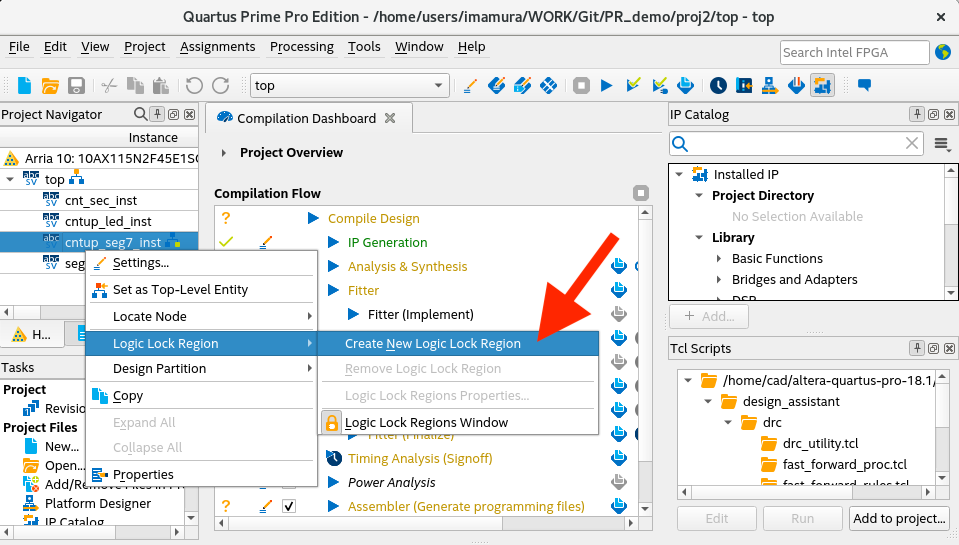 Quartus Prime Pro Edition - /home/users/imamura/WORK/Git/PR_demo/proj2/top - top
File Edit View Project Assignments Processing Tools Window Help
Search Intel FPGA
top
Project Navigator
Instance
Arria 10: 10AX115N2F45E1SG
top
cnt_sec_inst
cntup_led_inst
cntup_seg7_inst
seg
H...
Settings...
Set as Top-Level Entity
Locate Node
Logic Lock Region
Design Partition
Copy
Expand All
Collapse All
Properties
Create New Logic Lock Region
Remove Logic Lock Region
Logic Lock Regions Properties...
Logic Lock Regions Window
Tasks
Project
Revisio
Project Files
New...
Open...
Add/Remove Files in Pr
Platform Designer
IP Catalog
Compilation Dashboard
Project Overview
Compilation Flow
? Compile Design
IP Generation
Analysis & Synthesis
Fitter
Fitter (Implement)
Fitter (Finalize)
Timing Analysis (Signoff)
Power Analysis
? Assembler (Generate programming files)
IP Catalog
Installed IP
Project Directory
No Selection Available
Library
Basic Functions
Bridges and Adapters
DSP
+ Add...
Tcl Scripts
/home/cad/altera-quartus-pro-18.1/
design_assistant
drc
drc_utility.tcl
fast_forward_proc.tcl
fast_forward_rules.tcl
Edit Run Add to project...